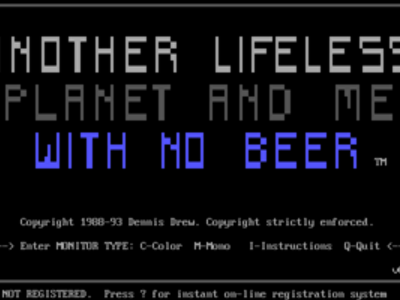 NOTHER LIFELESS
PLANET AND ME
WITH NO BEER ™
Copyright 1988-93 Dennis Drew. Copyright strictly enforced.
--> Enter MONITOR TYPE: C-Color M-Mono I-Instructions Q-Quit <-
NOT REGISTERED. Press ? for instant on-line registration system